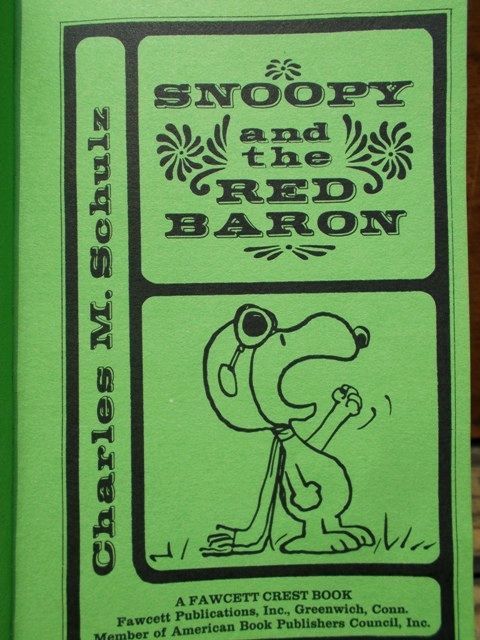 SNOOPY
and
the
RED
BARON
Charles M. Schulz
A FAWCETT CREST BOOK
Fawcett Publications, Inc., Greenwich, Conn.
Member of American Book Publishers Council, Inc.